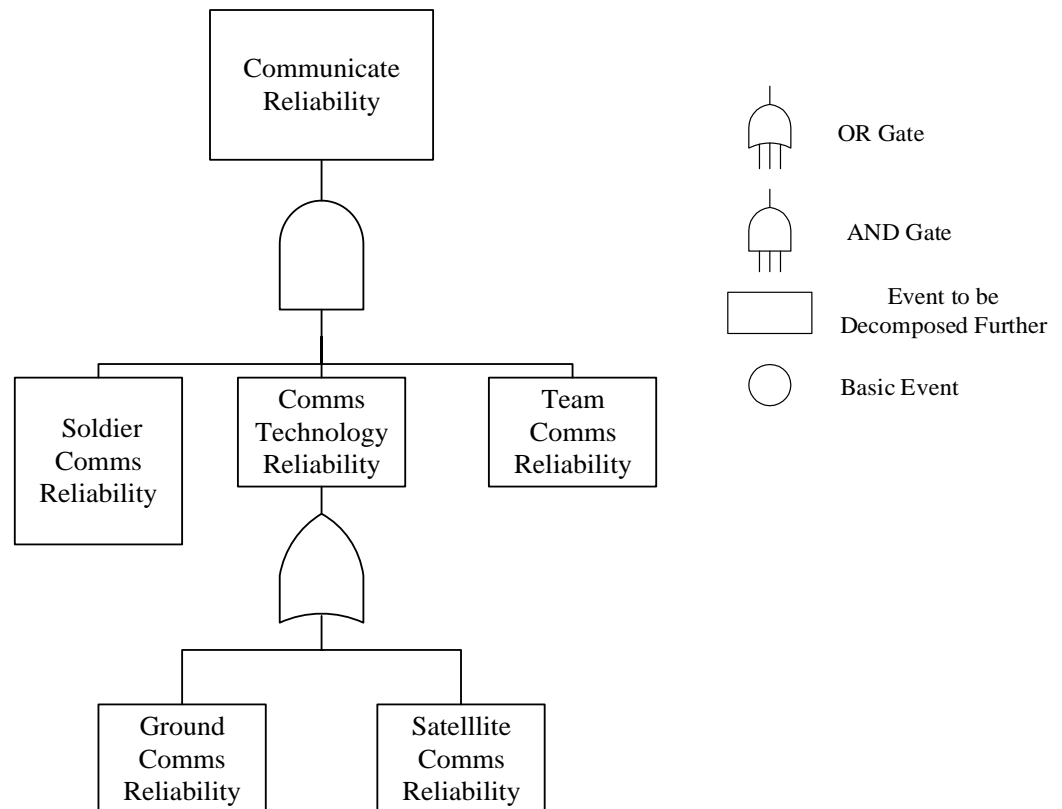 Communicate
Reliability
OR Gate
AND Gate
Event to be
Decomposed Further
Basic Event
Soldier
Comms
Reliability
Comms
Technology
Reliability
Team
Comms
Reliability
Ground
Comms
Reliability
Satelllite
Comms
Reliability